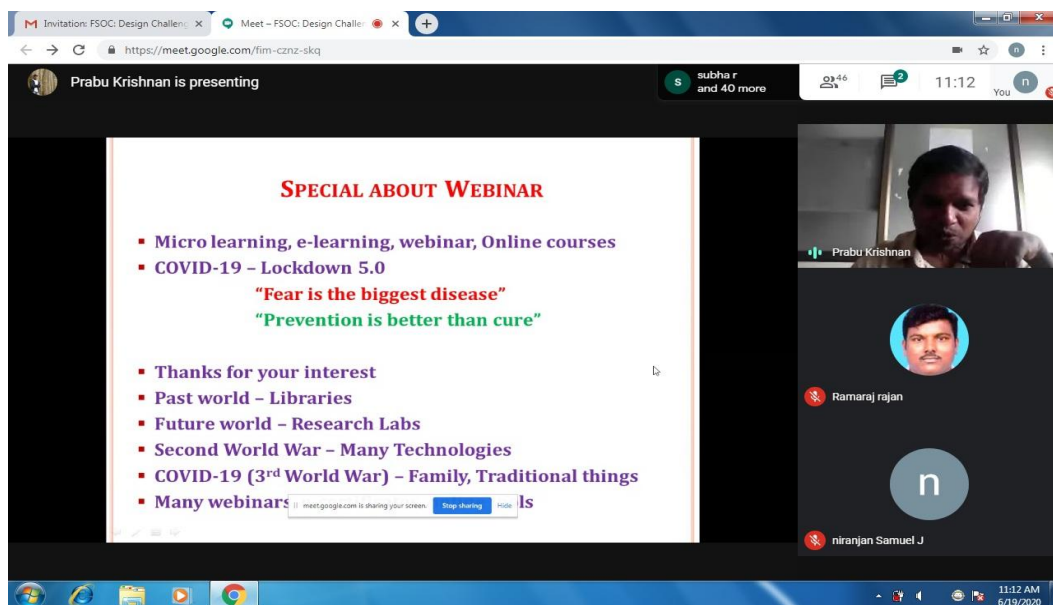 Invitation: FSOC: Design Challeng
Meet – FSOC: Design Challer
https://meet.google.com/fim-cznz-skq
n
Prabu Krishnan is presenting
s
subha r
and 40 more
46
2
11:12
You
n
SPECIAL ABOUT WEBINAR
▪ Micro learning, e-learning, webinar, Online courses
▪ COVID-19 – Lockdown 5.0
“Fear is the biggest disease”
“Prevention is better than cure”
▪ Thanks for your interest
▪ Past world – Libraries
▪ Future world – Research Labs
▪ Second World War – Many Technologies
▪ COVID-19 (3rd World War) – Family, Traditional things
▪ Many webinars ls
meet.google.com is sharing your screen. Stop sharing Hide
Prabu Krishnan
Ramaraj rajan
n
niranjan Samuel J
11:12 AM
6/19/2020